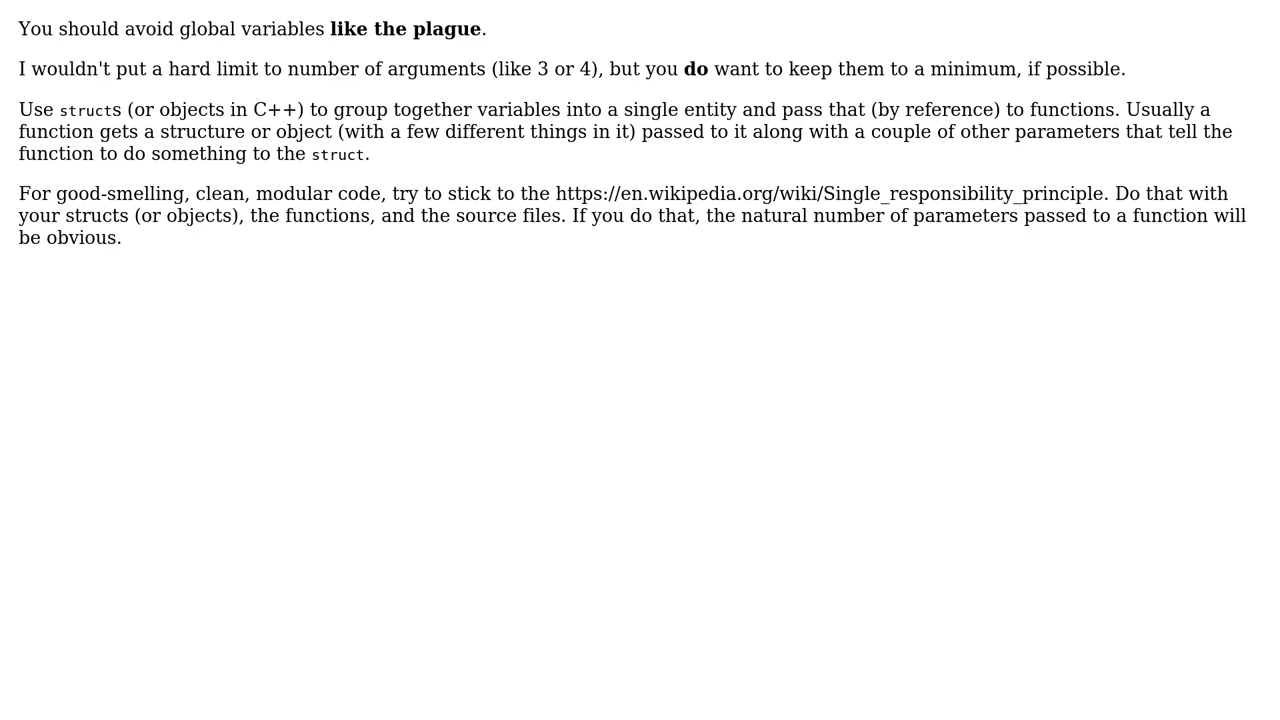 You should avoid global variables like the plague.
I wouldn't put a hard limit to number of arguments (like 3 or 4), but you do want to keep them to a minimum, if possible.
Use structs (or objects in C++) to group together variables into a single entity and pass that (by reference) to functions. Usually a
function gets a structure or object (with a few different things in it) passed to it along with a couple of other parameters that tell the
function to do something to the struct.
For good-smelling, clean, modular code, try to stick to the https://en.wikipedia.org/wiki/Single_responsibility_principle. Do that with
your structs (or objects), the functions, and the source files. If you do that, the natural number of parameters passed to a function will
be obvious.